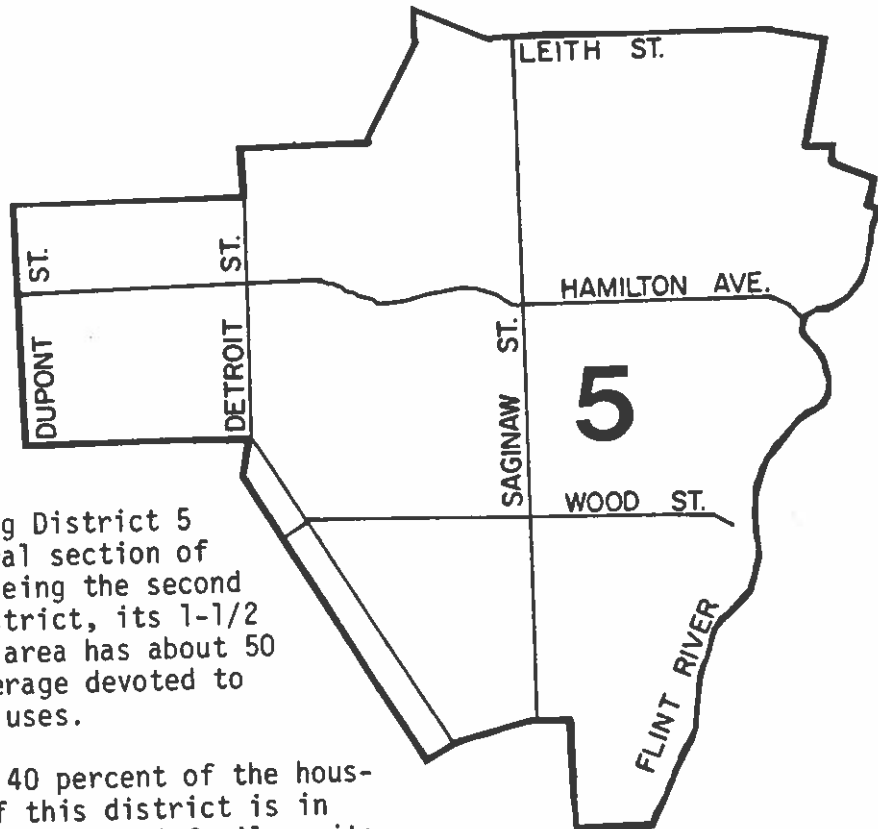 LEITH ST.
ST.
ST.
HAMILTON AVE.
DUPONT
DETROIT
SAGINAW ST.
5
WOOD ST.
FLINT RIVER
g District 5
al section of
eing the second
strict, its 1-1/2
area has about 50
erage devoted to
uses.
40 percent of the hous-
f this district is in